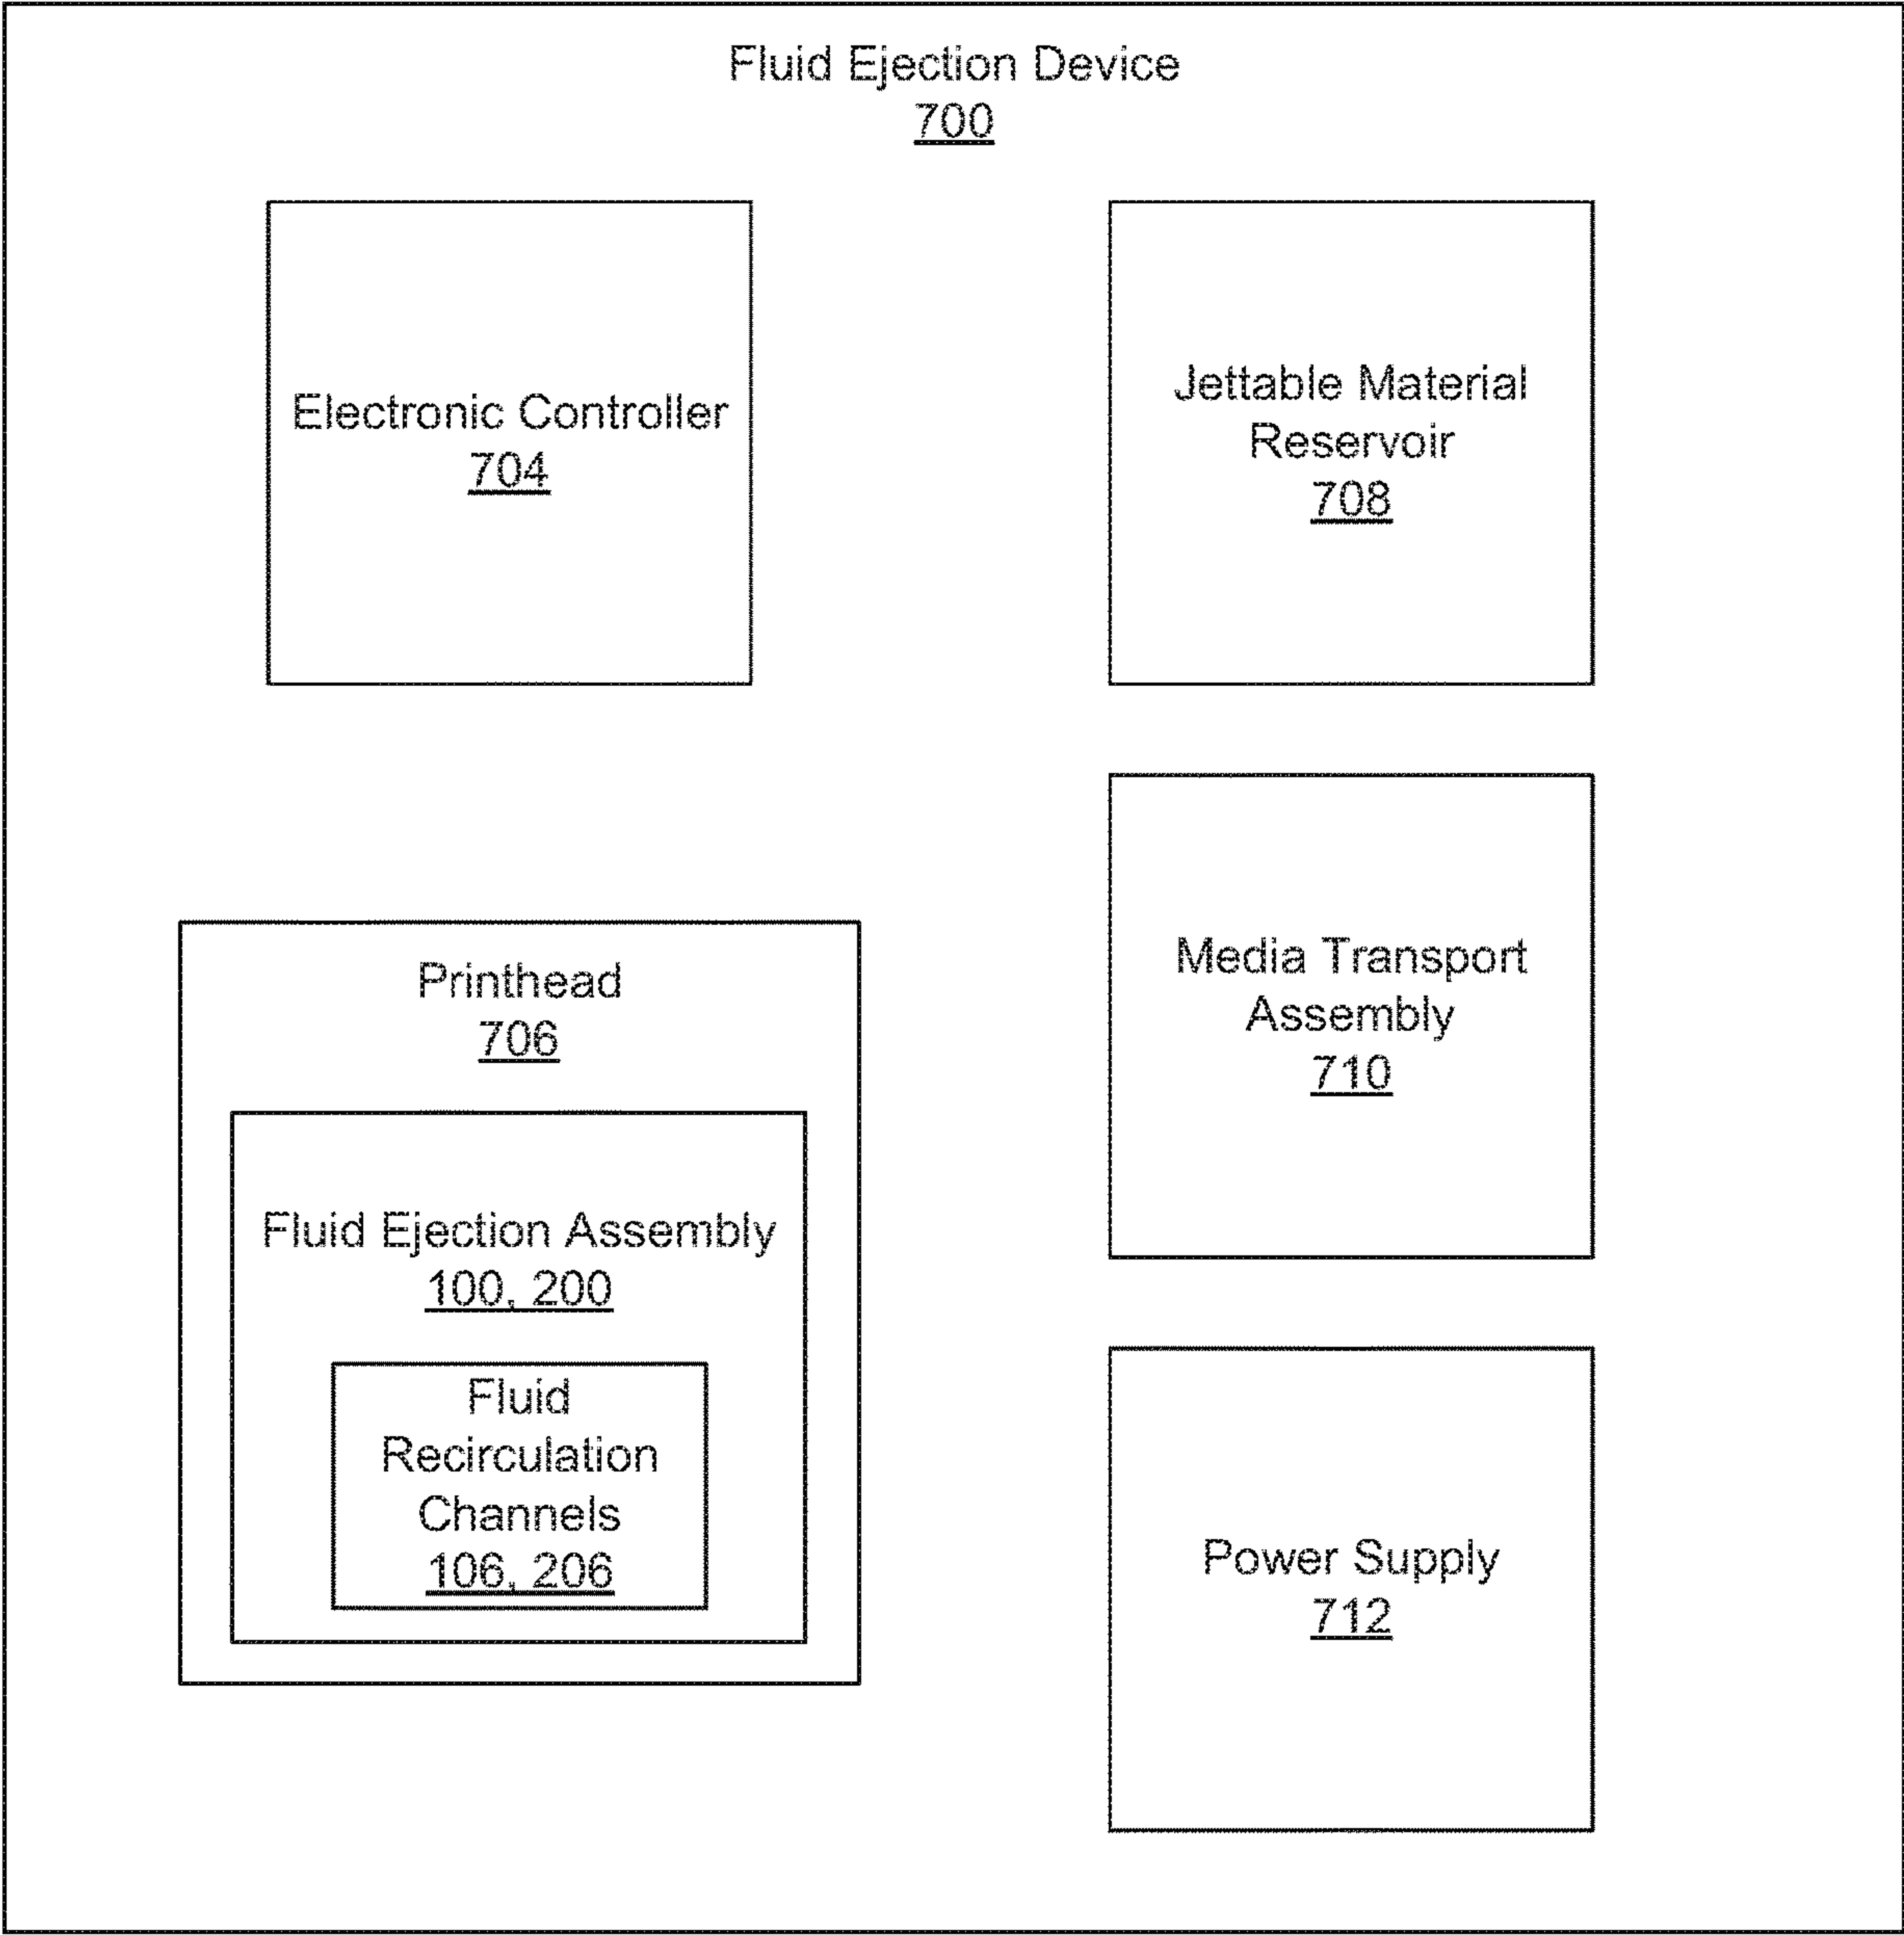 Fluid Ejection Device
700
Electronic Controller
704
Jettable Material
Reservoir
708
Printhead
706
Fluid Ejection Assembly
100, 200
Fluid
Recirculation
Channels
106, 206
Media Transport
Assembly
710
Power Supply
712